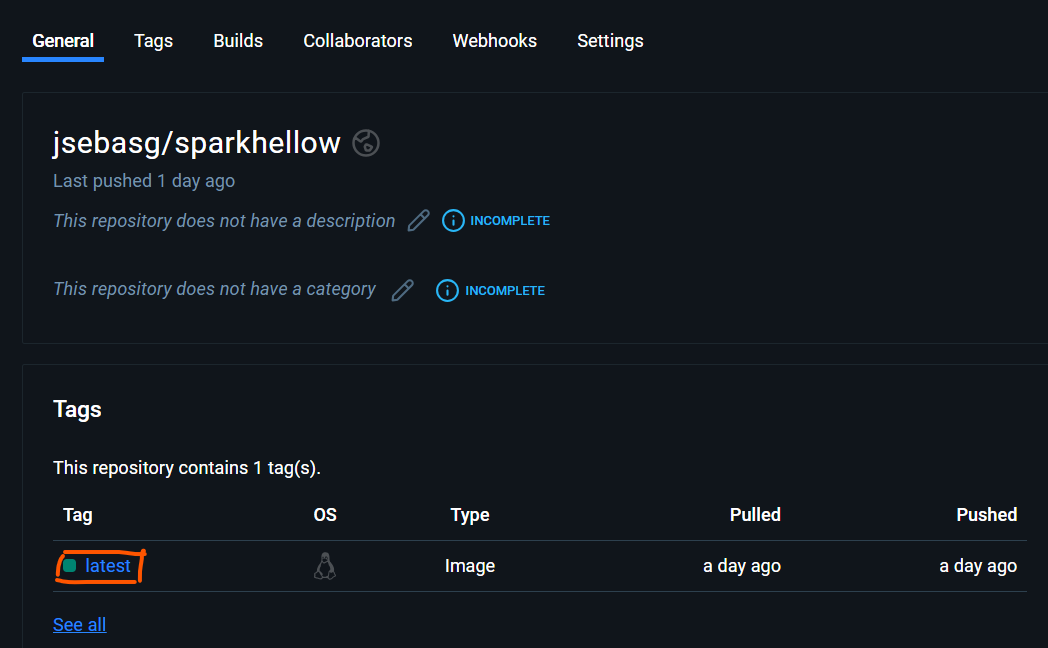 General Tags Builds Collaborators Webhooks Settings
jsebasg/sparkhellow
Last pushed 1 day ago
This repository does not have a description INCOMPLETE
This repository does not have a category INCOMPLETE
Tags
This repository contains 1 tag(s).
Tag OS Type Pulled Pushed
latest Image a day ago a day ago
See all